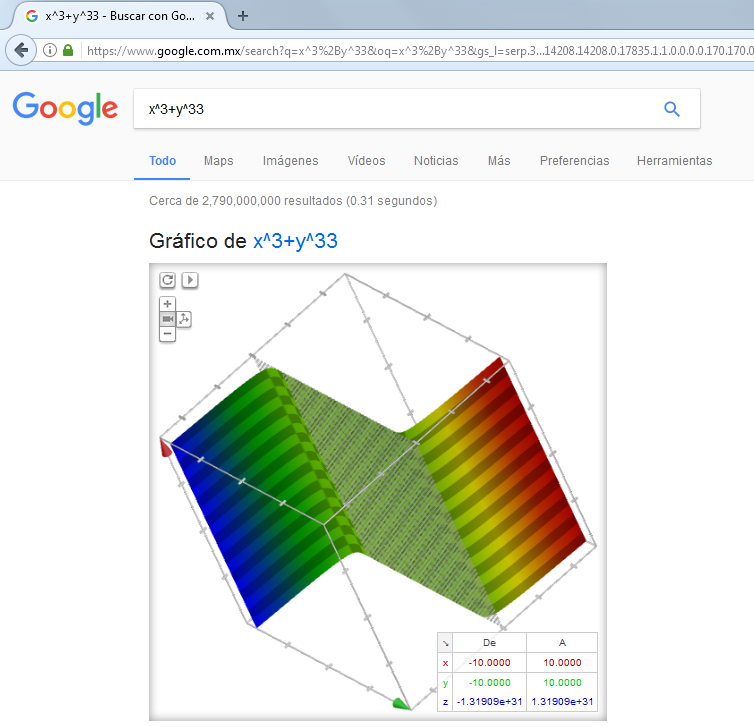 x^3+y^33 - Buscar con Go...
https://www.google.com.mx/search?q=x^3%2By^33&oq=x^3%2By^33&gs_l=serp.3...14208.14208.0.17835.1.1.0.0.0.0.170.170.0
Google
x^3+y^33
Todo Maps Imágenes Vídeos Noticias Más Preferencias Herramientas
Cerca de 2,790,000,000 resultados (0.31 segundos)
Gráfico de x^3+y^33
De A
x -10.0000 10.0000
y -10.0000 10.0000
z -1.31909e+31 1.31909e+31